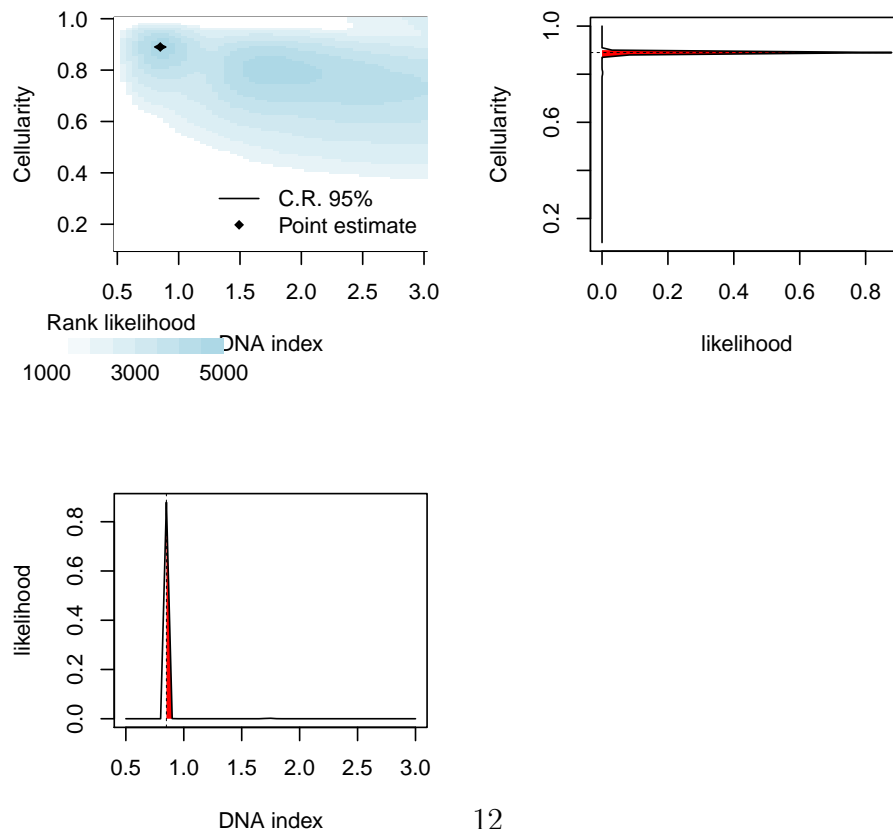 1.0
0.8
0.6
0.4
0.2
Cellularity
C.R. 95%
Point estimate
0.5 1.0 1.5 2.0 2.5 3.0
DNA index
Rank likelihood
1000 3000 5000
1.0
0.6
0.2
Cellularity
0.0 0.2 0.4 0.6 0.8
likelihood
0.8
0.6
0.4
0.2
0.0
likelihood
0.5 1.0 1.5 2.0 2.5 3.0
DNA index
12